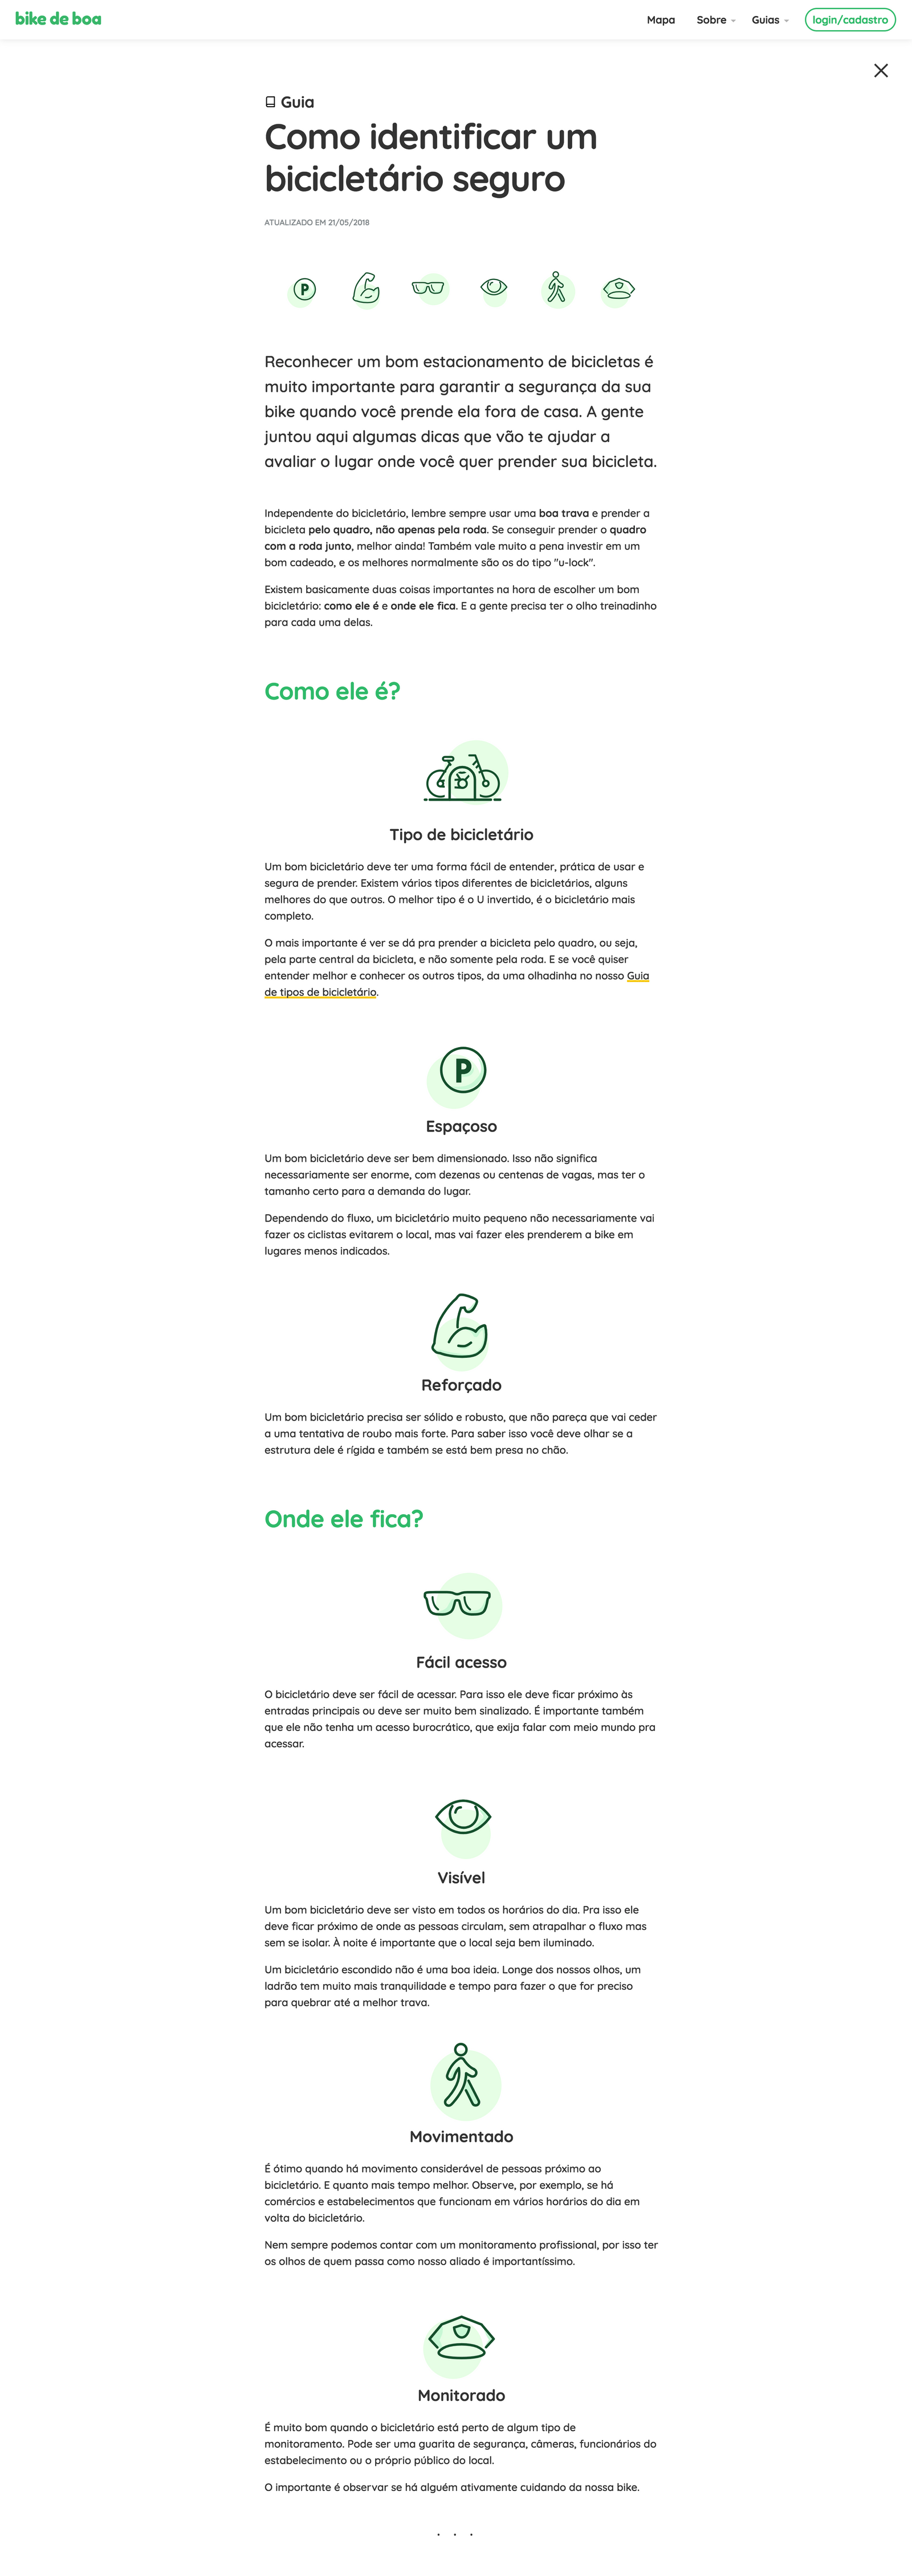 bike de boa
Mapa
Sobre
Guias
login/cadastro
Guia
Como identificar um
bicicletário seguro
ATUALIZADO EM 21/05/2018
P
Reconhecer um bom estacionamento de bicicletas é
muito importante para garantir a segurança da sua
bike quando você prende ela fora de casa. A gente
juntou aqui algumas dicas que vão te ajudar a
avaliar o lugar onde você quer prender sua bicicleta.
Independente do bicicletário, lembre sempre usar uma boa trava e prender a
bicicleta pelo quadro, não apenas pela roda. Se conseguir prender o quadro
com a roda junto, melhor ainda! Também vale muito a pena investir em um
bom cadeado, e os melhores normalmente são os do tipo "u-lock".
Existem basicamente duas coisas importantes na hora de escolher um bom
bicicletário: como ele é e onde ele fica. E a gente precisa ter o olho treinadinho
para cada uma delas.
Como ele é?
Tipo de bicicletário
Um bom bicicletário deve ter uma forma fácil de entender, prática de usar e
segura de prender. Existem vários tipos diferentes de bicicletários, alguns
melhores do que outros. O melhor tipo é o U invertido, é o bicicletário mais
completo.
O mais importante é ver se dá pra prender a bicicleta pelo quadro, ou seja,
pela parte central da bicicleta, e não somente pela roda. E se você quiser
entender melhor e conhecer os outros tipos, da uma olhadinha no nosso Guia
de tipos de bicicletário.
P
Espaçoso
Um bom bicicletário deve ser bem dimensionado. Isso não significa
necessariamente ser enorme, com dezenas ou centenas de vagas, mas ter o
tamanho certo para a demanda do lugar.
Dependendo do fluxo, um bicicletário muito pequeno não necessariamente vai
fazer os ciclistas evitarem o local, mas vai fazer eles prenderem a bike em
lugares menos indicados.
Reforçado
Um bom bicicletário precisa ser sólido e robusto, que não pareça que vai ceder
a uma tentativa de roubo mais forte. Para saber isso você deve olhar se a
estrutura dele é rígida e também se está bem presa no chão.
Onde ele fica?
Fácil acesso
O bicicletário deve ser fácil de acessar. Para isso ele deve ficar próximo às
entradas principais ou deve ser muito bem sinalizado. É importante também
que ele não tenha um acesso burocrático, que exija falar com meio mundo pra
acessar.
Visível
Um bom bicicletário deve ser visto em todos os horários do dia. Pra isso ele
deve ficar próximo de onde as pessoas circulam, sem atrapalhar o fluxo mas
sem se isolar. À noite é importante que o local seja bem iluminado.
Um bicicletário escondido não é uma boa ideia. Longe dos nossos olhos, um
ladrão tem muito mais tranquilidade e tempo para fazer o que for preciso
para quebrar até a melhor trava.
Movimentado
É ótimo quando há movimento considerável de pessoas próximo ao
bicicletário. E quanto mais tempo melhor. Observe, por exemplo, se há
comércios e estabelecimentos que funcionam em vários horários do dia em
volta do bicicletário.
Nem sempre podemos contar com um monitoramento profissional, por isso ter
os olhos de quem passa como nosso aliado é importantíssimo.
Monitorado
É muito bom quando o bicicletário está perto de algum tipo de
monitoramento. Pode ser uma guarita de segurança, câmeras, funcionários do
estabelecimento ou o próprio público do local.
O importante é observar se há alguém ativamente cuidando da nossa bike.
. . .